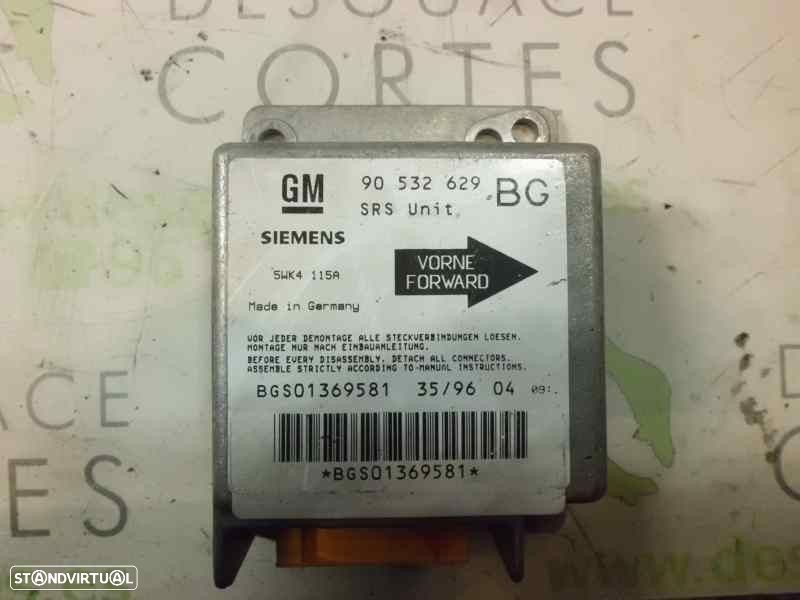 CORTES
GM 90 532 629 BG
SRS Unit
SIEMENS
5WK4 115A
VORNE
FORWARD
Made in Germany
VOR JEDER DEMONTAGE ALLE STECKVERBINDUNGEN LOESEN.
MONTAGE NUR NACH EINBAUANLEITUNG.
BEFORE EVERY DISASSEMBLY. DETACH ALL CONNECTORS.
ASSEMBLE STRICTLY ACCORDING TO MANUAL INSTRUCTIONS.
BGS01369581 35/96 04
*BGS01369581*
STANDVIRTUAL